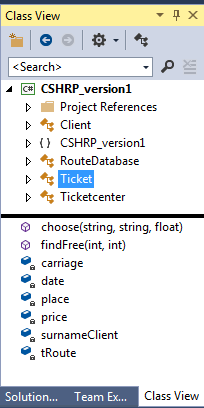 Class View
<Search>
C# CSHRP_version1
Project References
Client
{ } CSHRP_version1
RouteDatabase
Ticket
Ticketcenter
choose(string, string, float)
findFree(int, int)
carriage
date
place
price
surnameClient
tRoute
Solution... Team Ex... Class View